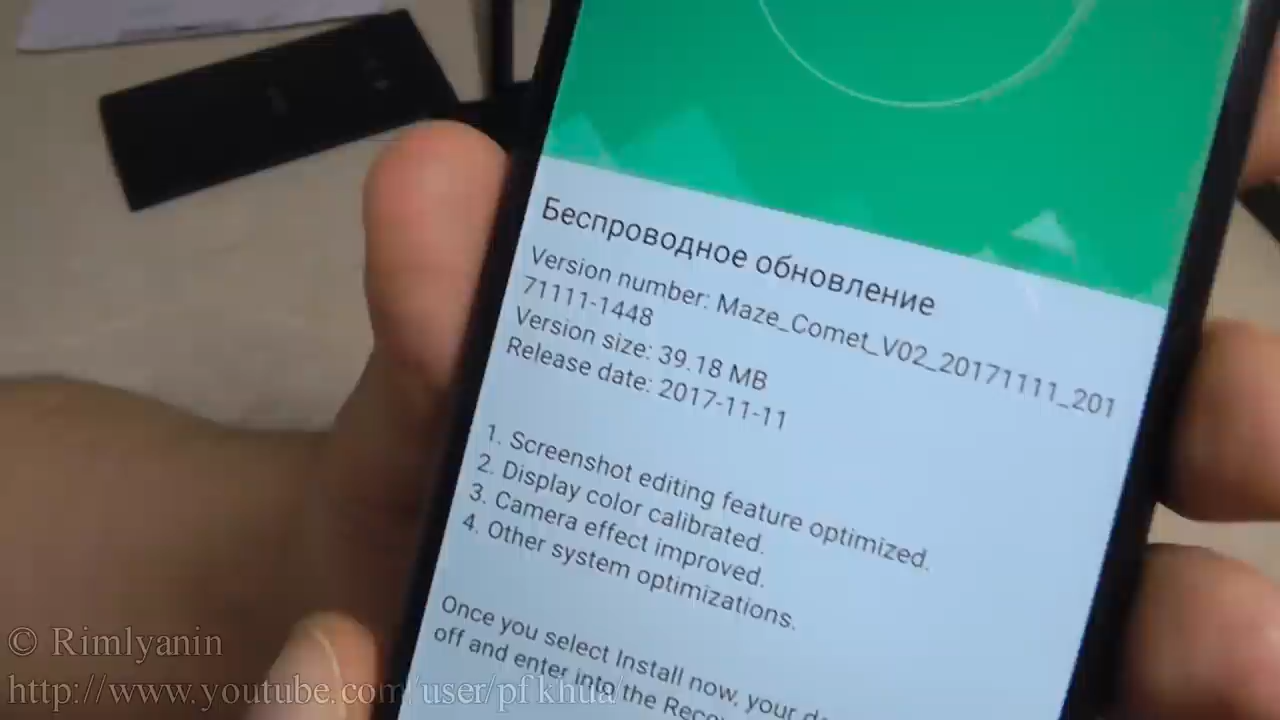 Беспроводное обновление
Version number: Maze_Comet_V02_20171111_201
71111-1448
Version size: 39.18 MB
Release date: 2017-11-11
1. Screenshot editing feature optimized.
2. Display color calibrated.
3. Camera effect improved.
4. Other system optimizations.
Once you select Install now, your
off and enter into the
© Rimlyanin
http://www.youtube.com/user/pfkhua/